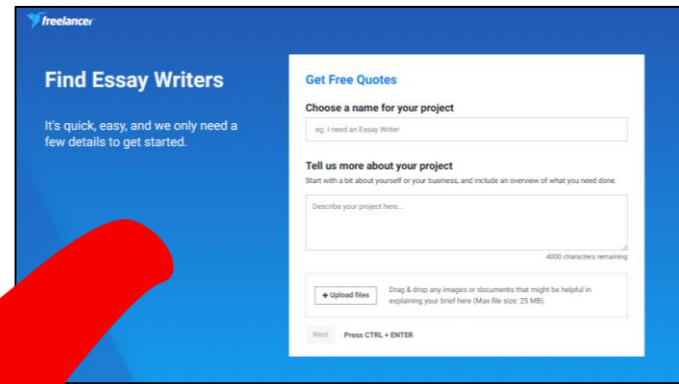 freelancer
Find Essay Writers
It's quick, easy, and we only need a
few details to get started.
Get Free Quotes
Choose a name for your project
eg. I need an Essay Writer
Tell us more about your project
Start with a bit about yourself or your business, and include an overview of what you need done.
Describe your project here...
4000 characters remaining
+ Upload files
Drag & drop any images or documents that might be helpful in
explaining your brief here (Max file size: 25 MB).
Next Press CTRL + ENTER